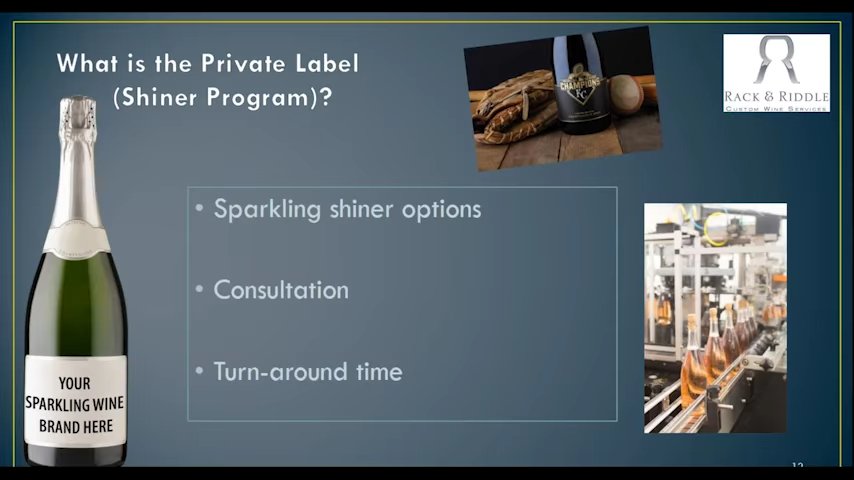 What is the Private Label
(Shiner Program)?
CHAMPIONS
KC
RACK & RIDDLE
CUSTOM WINE SERVICES
• Sparkling shiner options
• Consultation
• Turn-around time
YOUR
SPARKLING WINE
BRAND HERE